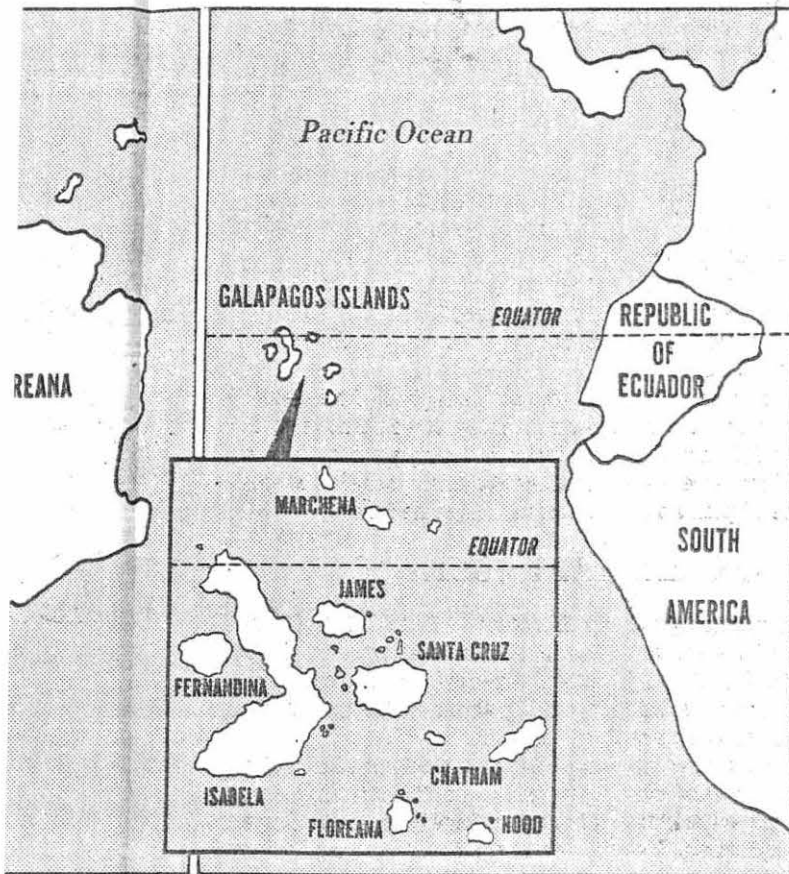 Pacific Ocean
GALAPAGOS ISLANDS
EQUATOR
REPUBLIC
OF
ECUADOR
REANA
MARCHENA
EQUATOR
SOUTH
AMERICA
JAMES
SANTA CRUZ
FERNANDINA
CHATHAM
ISABELA
FLOREANA
HOOD